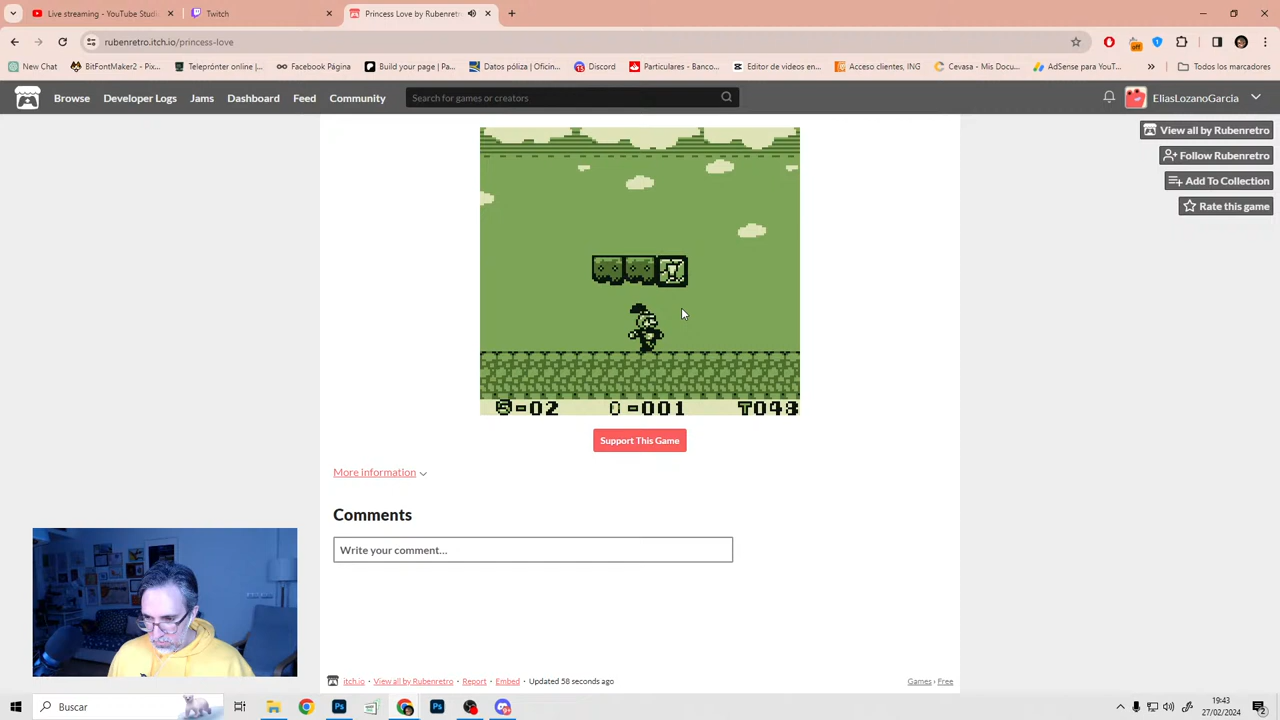 Live streaming - YouTube Studi
Twitch
Princess Love by Rubenretr
rubenretro.itch.io/princess-love
New Chat
BitFontMaker2 - Pix...
Teleprónter online |...
Facebook Página
Build your page | Pa...
Datos póliza | Oficin...
Discord
Particulares - Banco...
Editor de videos en...
Acceso clientes, ING
Cevasa - Mis Docu...
AdSense para YouT...
Todos los marcadores
Browse
Developer Logs
Jams
Dashboard
Feed
Community
Search for games or creators
EliasLozanoGarcia
View all by Rubenretro
Follow Rubenretro
Add To Collection
Rate this game
-02
0-001
T048
Support This Game
More information
Comments
Write your comment...
itch.io · View all by Rubenretro · Report · Embed · Updated 58 seconds ago
Games › Free
Buscar
19:43
27/02/2024